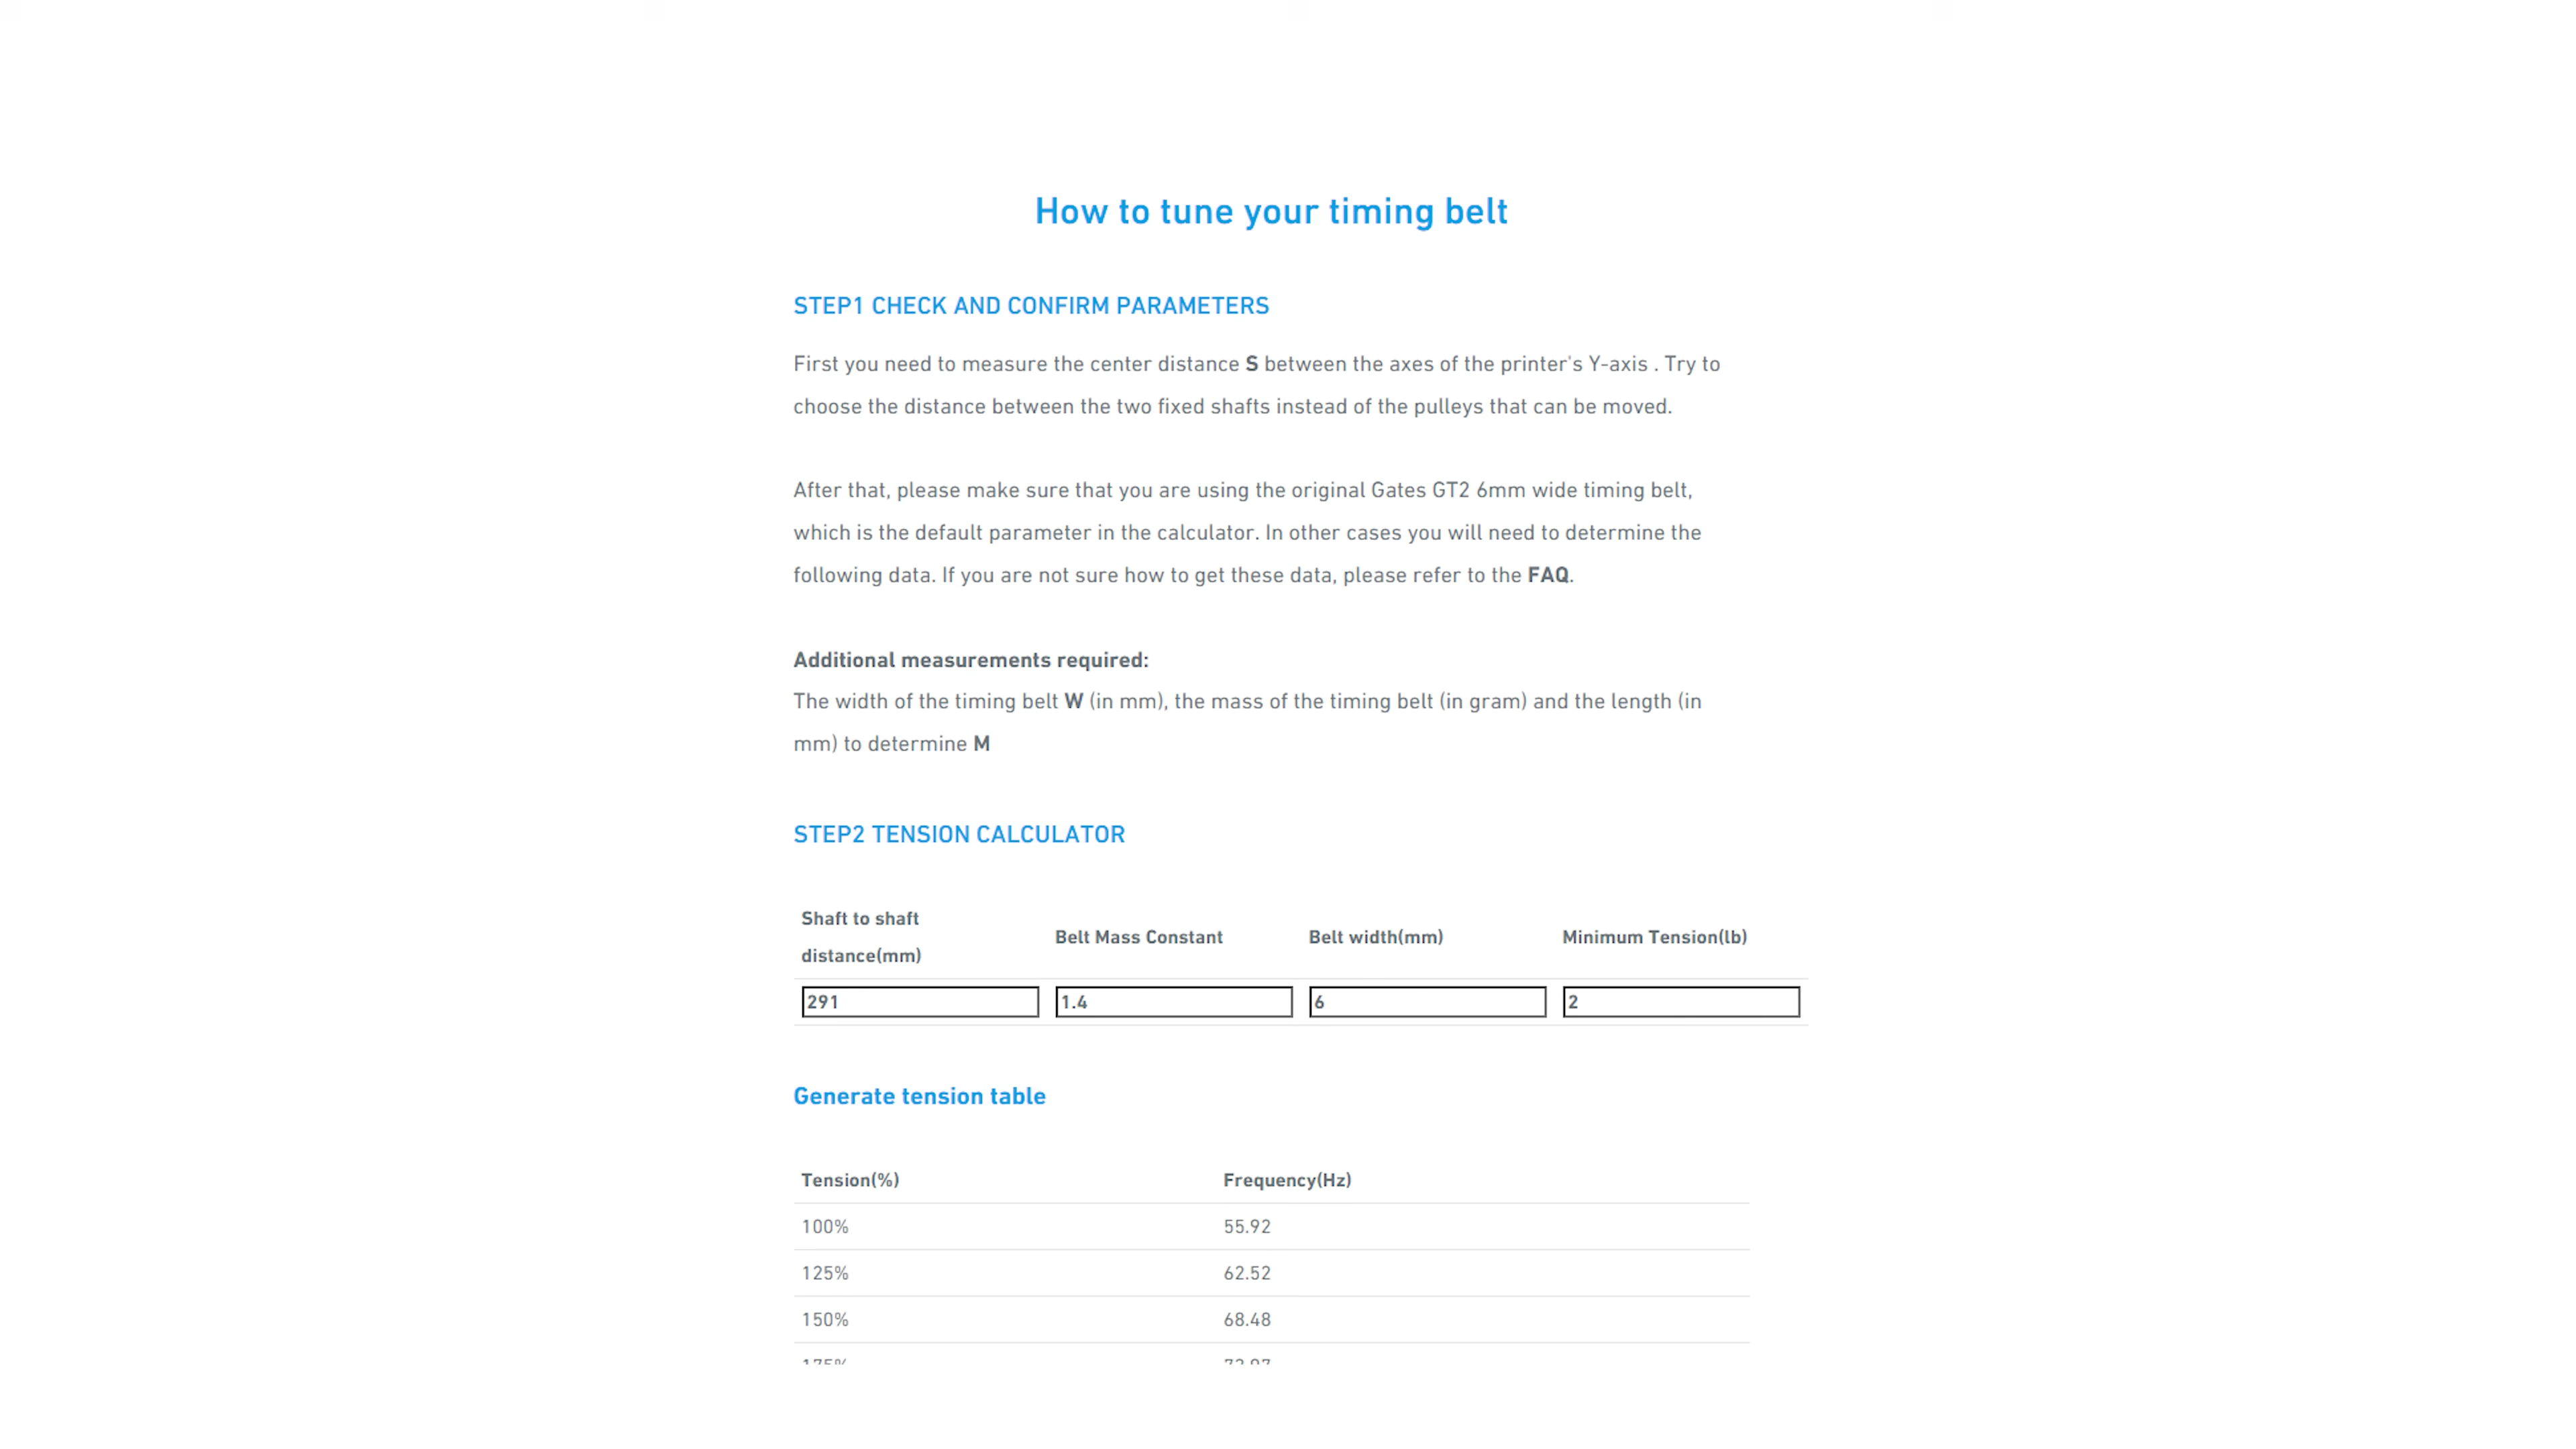 How to tune your timing belt
STEP1 CHECK AND CONFIRM PARAMETERS
First you need to measure the center distance S between the axes of the printer's Y-axis . Try to
choose the distance between the two fixed shafts instead of the pulleys that can be moved.
After that, please make sure that you are using the original Gates GT2 6mm wide timing belt,
which is the default parameter in the calculator. In other cases you will need to determine the
following data. If you are not sure how to get these data, please refer to the FAQ.
Additional measurements required:
The width of the timing belt W (in mm), the mass of the timing belt (in gram) and the length (in
mm) to determine M
STEP2 TENSION CALCULATOR
Shaft to shaft
distance(mm)
Belt Mass Constant
Belt width(mm)
Minimum Tension(lb)
291
1.4
6
2
Generate tension table
Tension(%) Frequency(Hz)
100% 55.92
125% 62.52
150% 68.48